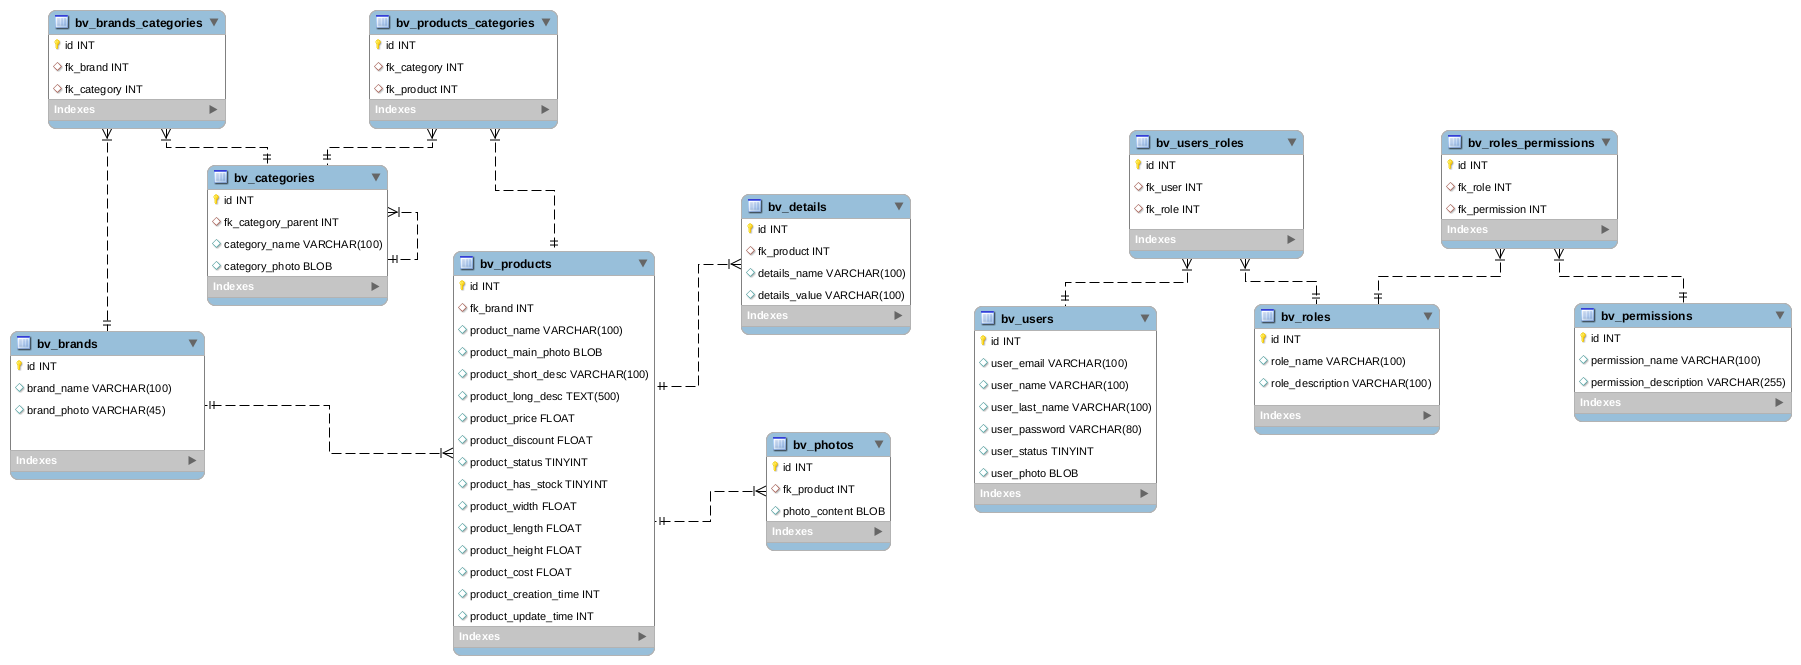 bv_brands_categories
id INT
fk_brand INT
fk_category INT
Indexes
bv_products_categories
id INT
fk_category INT
fk_product INT
Indexes
bv_categories
id INT
fk_category_parent INT
category_name VARCHAR(100)
category_photo BLOB
Indexes
bv_brands
id INT
brand_name VARCHAR(100)
brand_photo VARCHAR(45)
Indexes
bv_products
id INT
fk_brand INT
product_name VARCHAR(100)
product_main_photo BLOB
product_short_desc VARCHAR(100)
product_long_desc TEXT(500)
product_price FLOAT
product_discount FLOAT
product_status TINYINT
product_has_stock TINYINT
product_width FLOAT
product_length FLOAT
product_height FLOAT
product_cost FLOAT
product_creation_time INT
product_update_time INT
Indexes
bv_details
id INT
fk_product INT
details_name VARCHAR(100)
details_value VARCHAR(100)
Indexes
bv_photos
id INT
fk_product INT
photo_content BLOB
Indexes
bv_users_roles
id INT
fk_user INT
fk_role INT
Indexes
bv_roles_permissions
id INT
fk_role INT
fk_permission INT
Indexes
bv_users
id INT
user_email VARCHAR(100)
user_name VARCHAR(100)
user_last_name VARCHAR(100)
user_password VARCHAR(80)
user_status TINYINT
user_photo BLOB
Indexes
bv_roles
id INT
role_name VARCHAR(100)
role_description VARCHAR(100)
Indexes
bv_permissions
id INT
permission_name VARCHAR(100)
permission_description VARCHAR(255)
Indexes